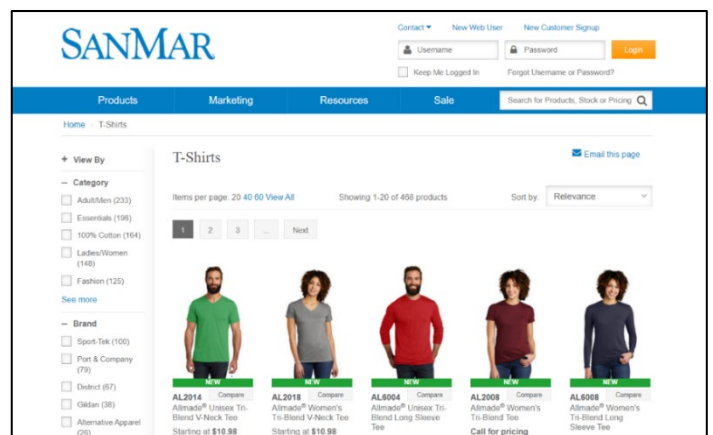 SANMAR
Contact New Web User New Customer Signup
Username Password Login
Keep Me Logged In Forgot Username or Password?
Products Marketing Resources Sale Search for Products, Stock or Pricing
Home T-Shirts
+ View By
T-Shirts
Email this page
– Category
Adult/Men (233)
Essentials (198)
100% Cotton (164)
Ladies/Women
(148)
Fashion (125)
See more
– Brand
Sport-Tek (100)
Port & Company
(79)
District (67)
Gildan (38)
Alternative Apparel
(26)
Items per page: 20 40 60 View All Showing 1-20 of 468 products Sort by: Relevance
1 2 3 ... Next
NEW
AL2014 Compare
Allmade® Unisex Tri-
Blend V-Neck Tee
Starting at $10.98
NEW
AL2018 Compare
Allmade® Women's
Tri-Blend V-Neck Tee
Starting at $10.98
NEW
AL6004 Compare
Allmade® Unisex Tri-
Blend Long Sleeve
Tee
NEW
AL2008 Compare
Allmade® Women's
Tri-Blend Tee
Call for pricing
NEW
AL6008 Compare
Allmade® Women's
Tri-Blend Long
Sleeve Tee